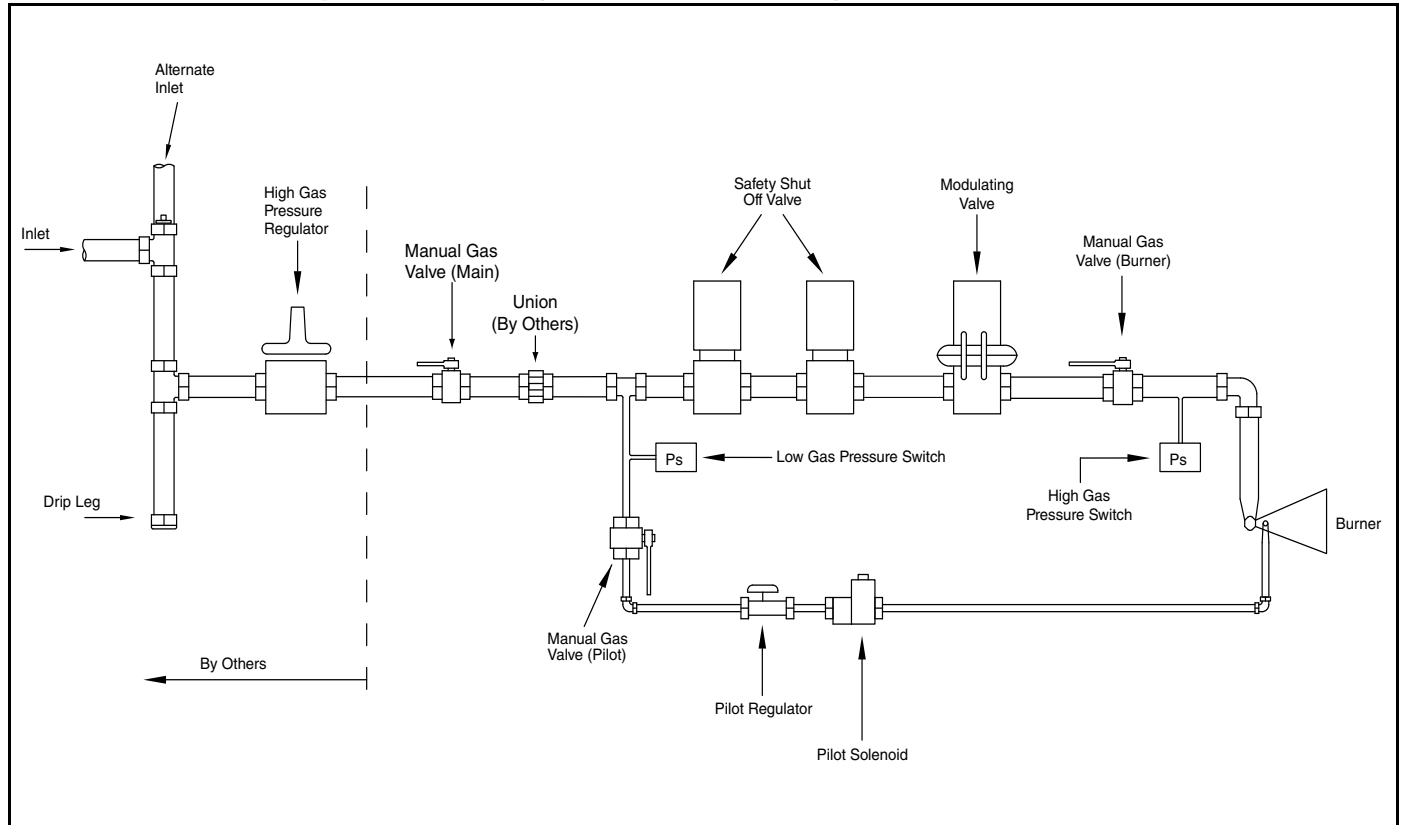 Alternate
Inlet
High Gas
Pressure
Regulator
Inlet
Manual Gas
Valve (Main)
Union
(By Others)
Safety Shut
Off Valve
Modulating
Valve
Manual Gas
Valve (Burner)
Ps
Low Gas Pressure Switch
Ps
High Gas
Pressure Switch
Drip Leg
Burner
Manual Gas
Valve (Pilot)
By Others
Pilot Regulator
Pilot Solenoid